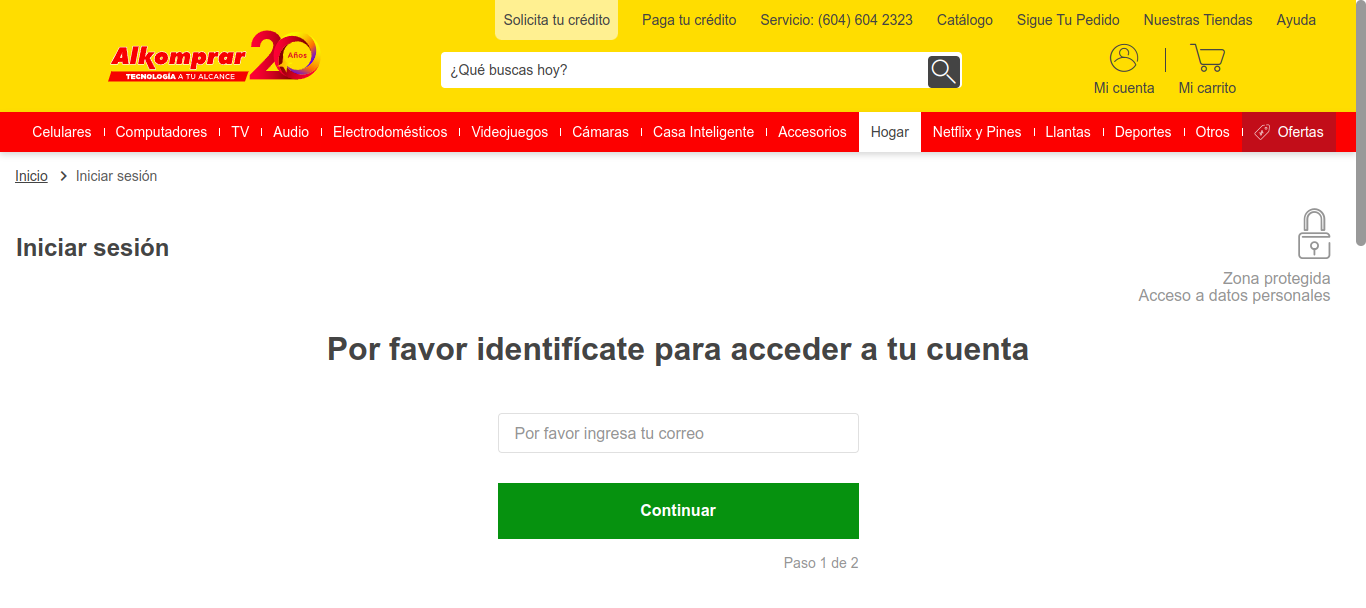 Solicita tu crédito Paga tu crédito Servicio: (604) 604 2323 Catálogo Sigue Tu Pedido Nuestras Tiendas Ayuda
Alkomprar 20 Años
TECNOLOGÍA A TU ALCANCE
¿Qué buscas hoy?
Mi cuenta Mi carrito
Celulares Computadores TV Audio Electrodomésticos Videojuegos Cámaras Casa Inteligente Accesorios Hogar Netflix y Pines Llantas Deportes Otros Ofertas
Inicio Iniciar sesión
Iniciar sesión
Zona protegida
Acceso a datos personales
Por favor identifícate para acceder a tu cuenta
Por favor ingresa tu correo
Continuar
Paso 1 de 2